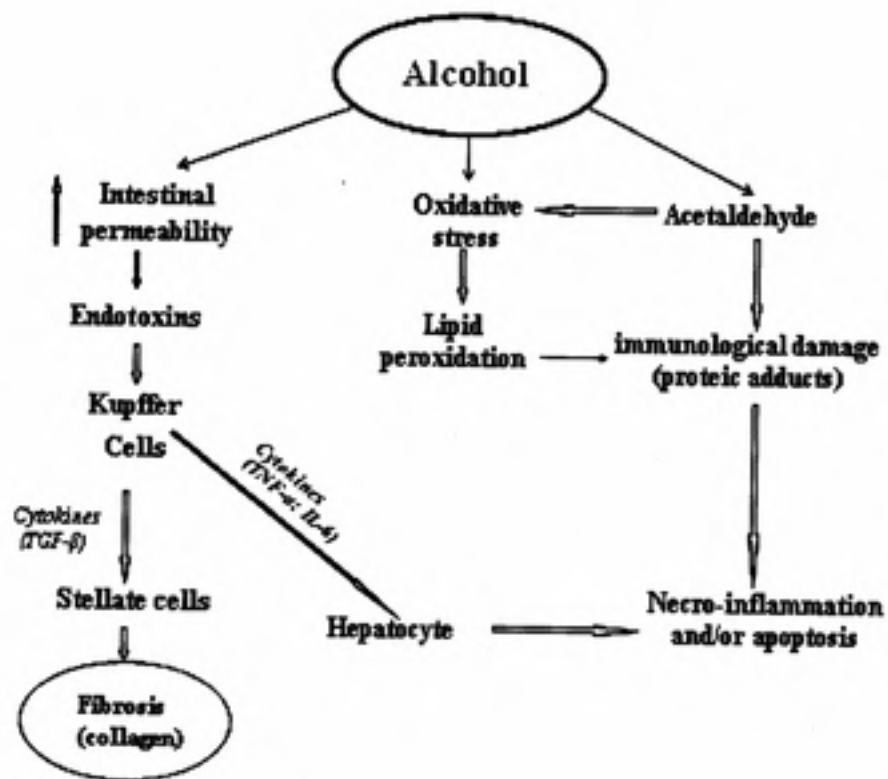 Alcohol
Intestinal
permeability
Oxidative
stress
Acetaldehyde
Endotoxins
Lipid
peroxidation
immunological damage
(proteic adducts)
Kupffer
Cells
Cytokines
(TNF-α; IL-6)
Cytokines
(TGF-β)
Stellate cells
Hepatocyte
Necro-inflammation
and/or apoptosis
Fibrosis
(collagen)